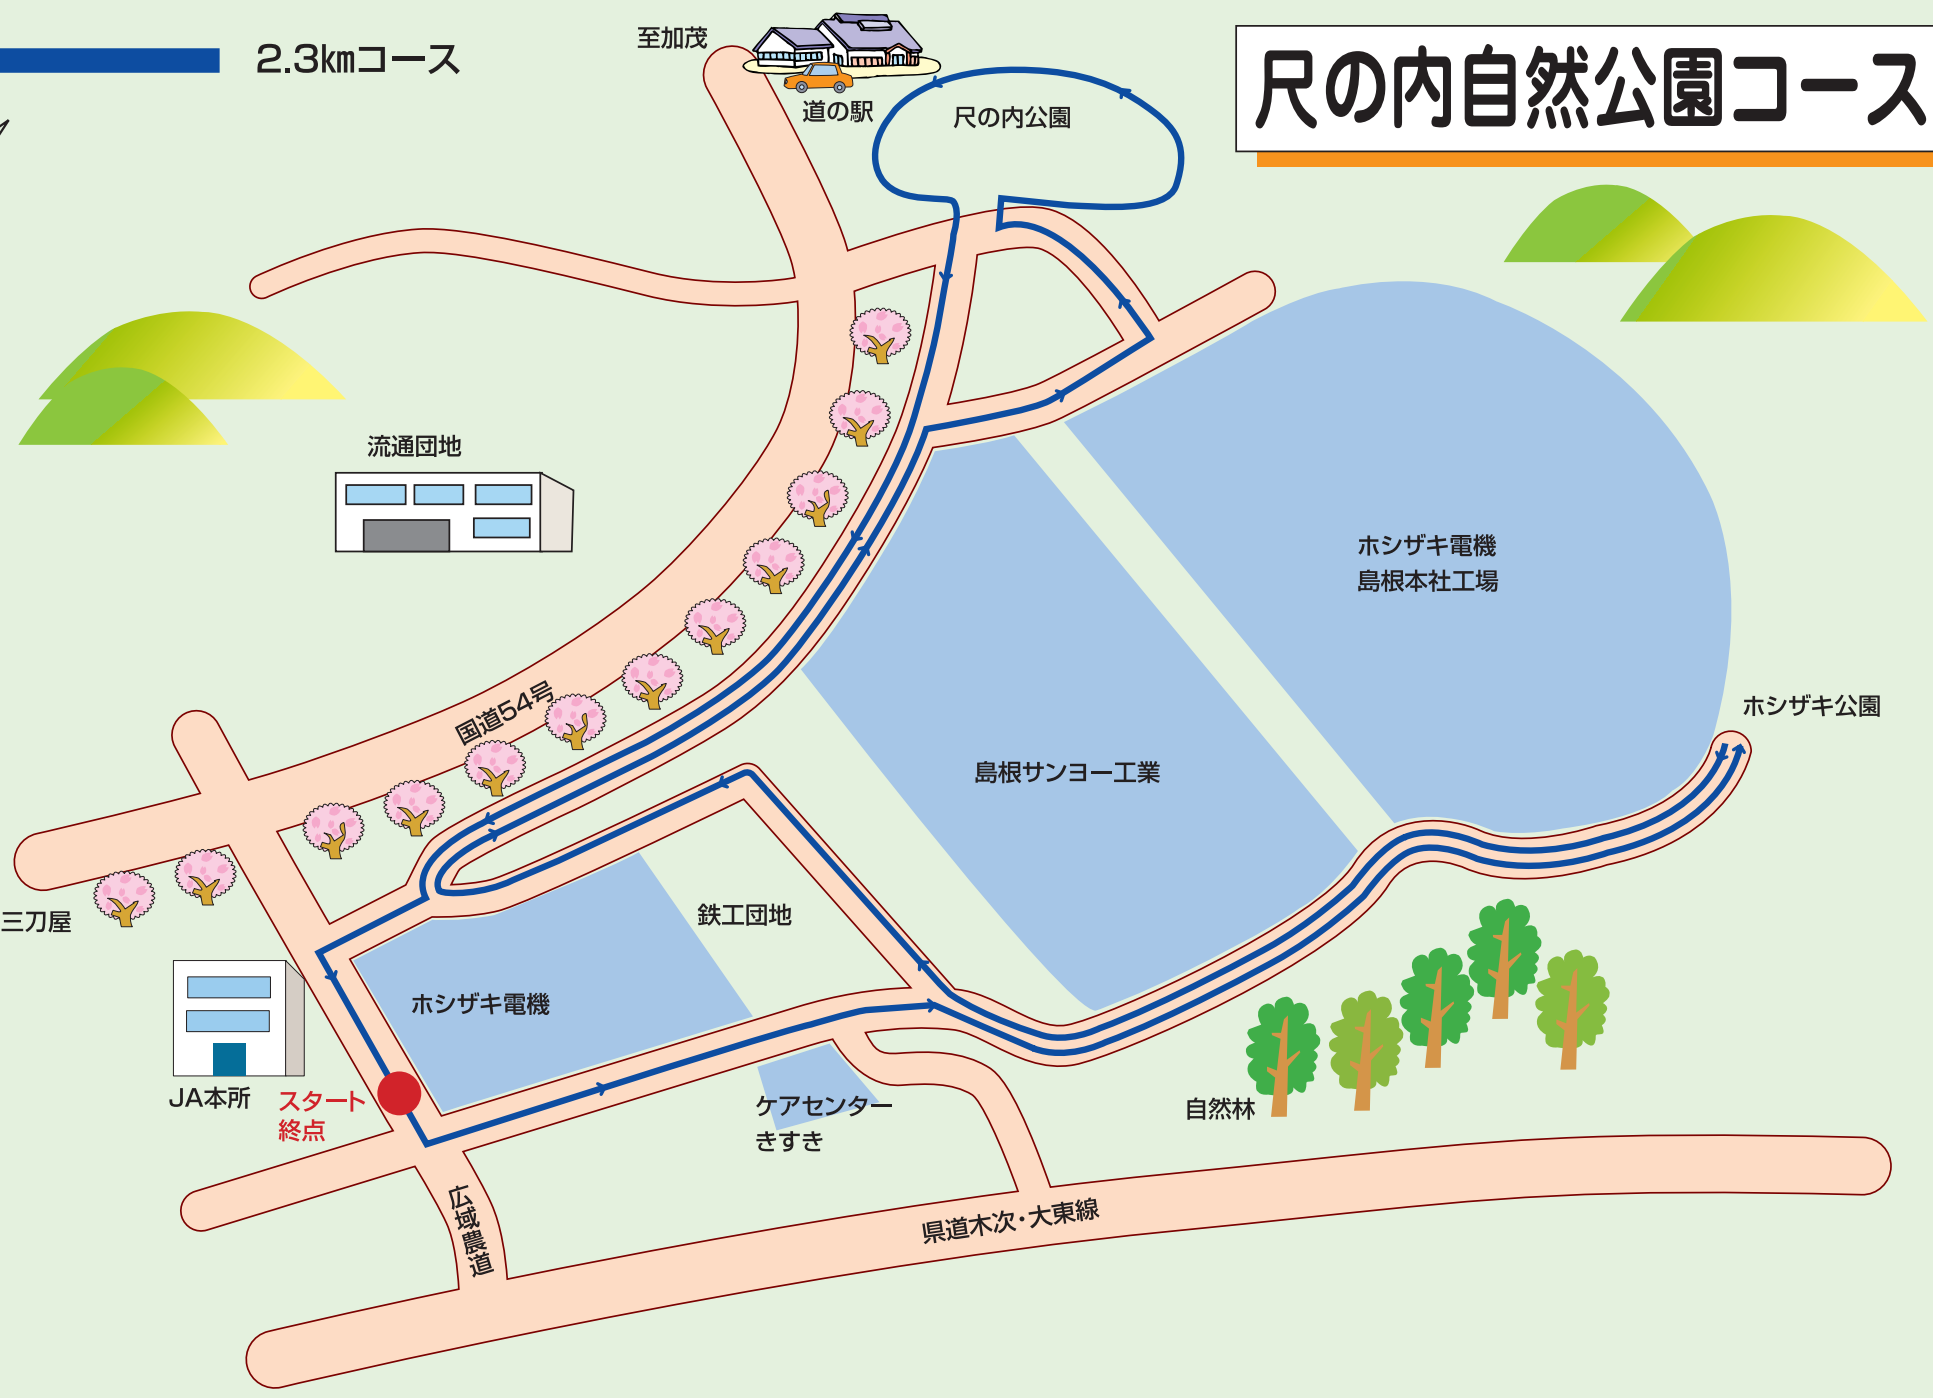 2.3㎞コース
尺の内自然公園コース
至加茂
道の駅
尺の内公園
流通団地
ホシザキ電機
島根本社工場
国道54号
ホシザキ公園
島根サンヨー工業
三刀屋
鉄工団地
ホシザキ電機
JA本所
スタート
終点
ケアセンター
きすき
自然林
広域農道
県道木次・大東線